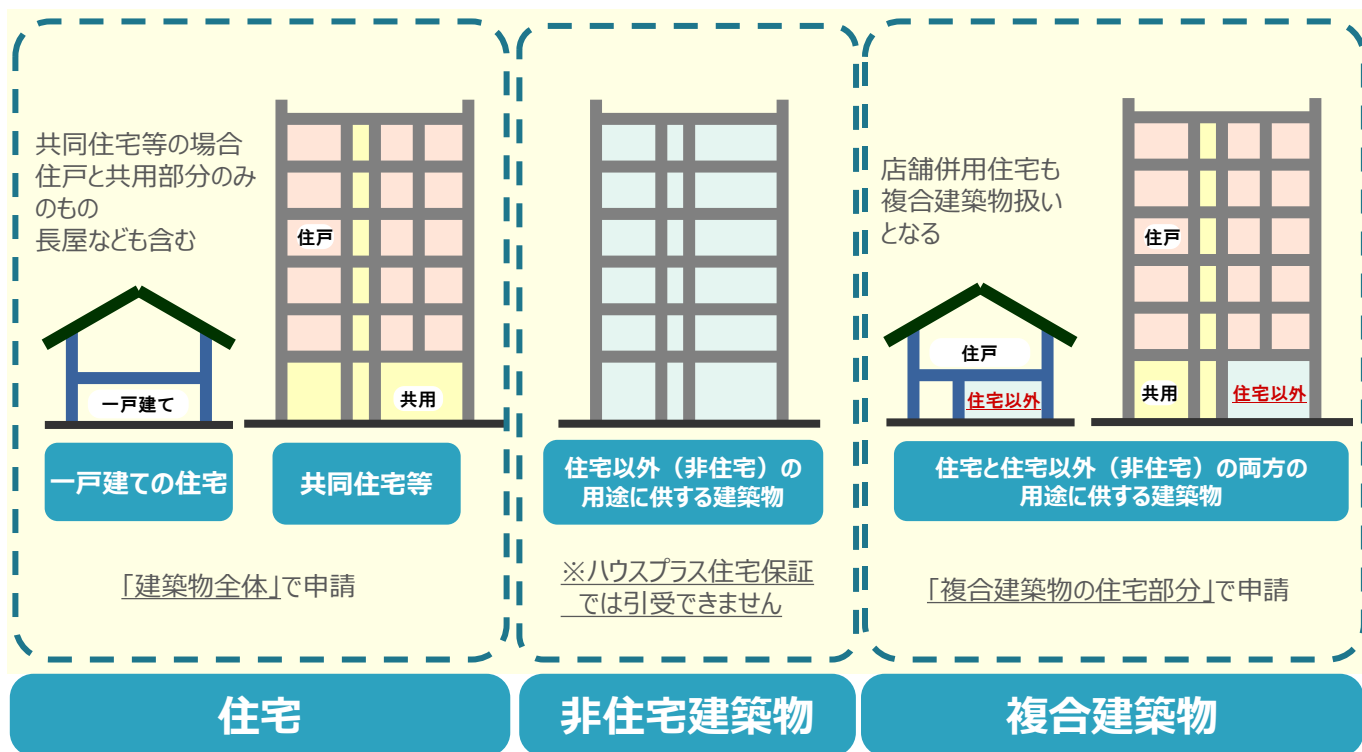 共同住宅等の場合
住戸と共用部分のみ
のもの
長屋なども含む
住戸
一戸建て
共用
一戸建ての住宅
共同住宅等
「建築物全体」で申請
住宅
住宅以外（非住宅）の
用途に供する建築物
※ハウスプラス住宅保証
では引受できません
非住宅建築物
店舗併用住宅も
複合建築物扱い
となる
住戸
住戸
住宅以外
共用
住宅以外
住宅と住宅以外（非住宅）の両方の
用途に供する建築物
「複合建築物の住宅部分」で申請
複合建築物